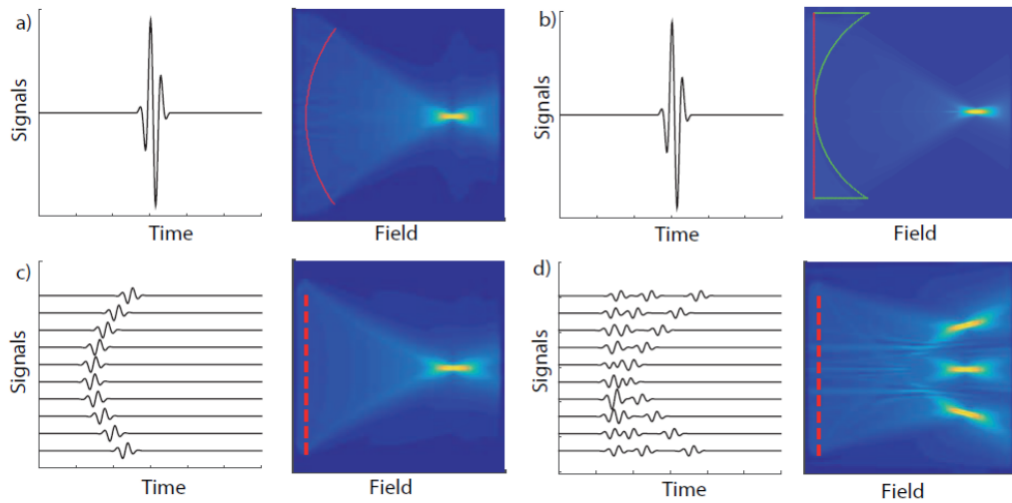 a)
Signals
Time
Field
b)
Signals
Time
Field
c)
Signals
Time
Field
d)
Signals
Time
Field